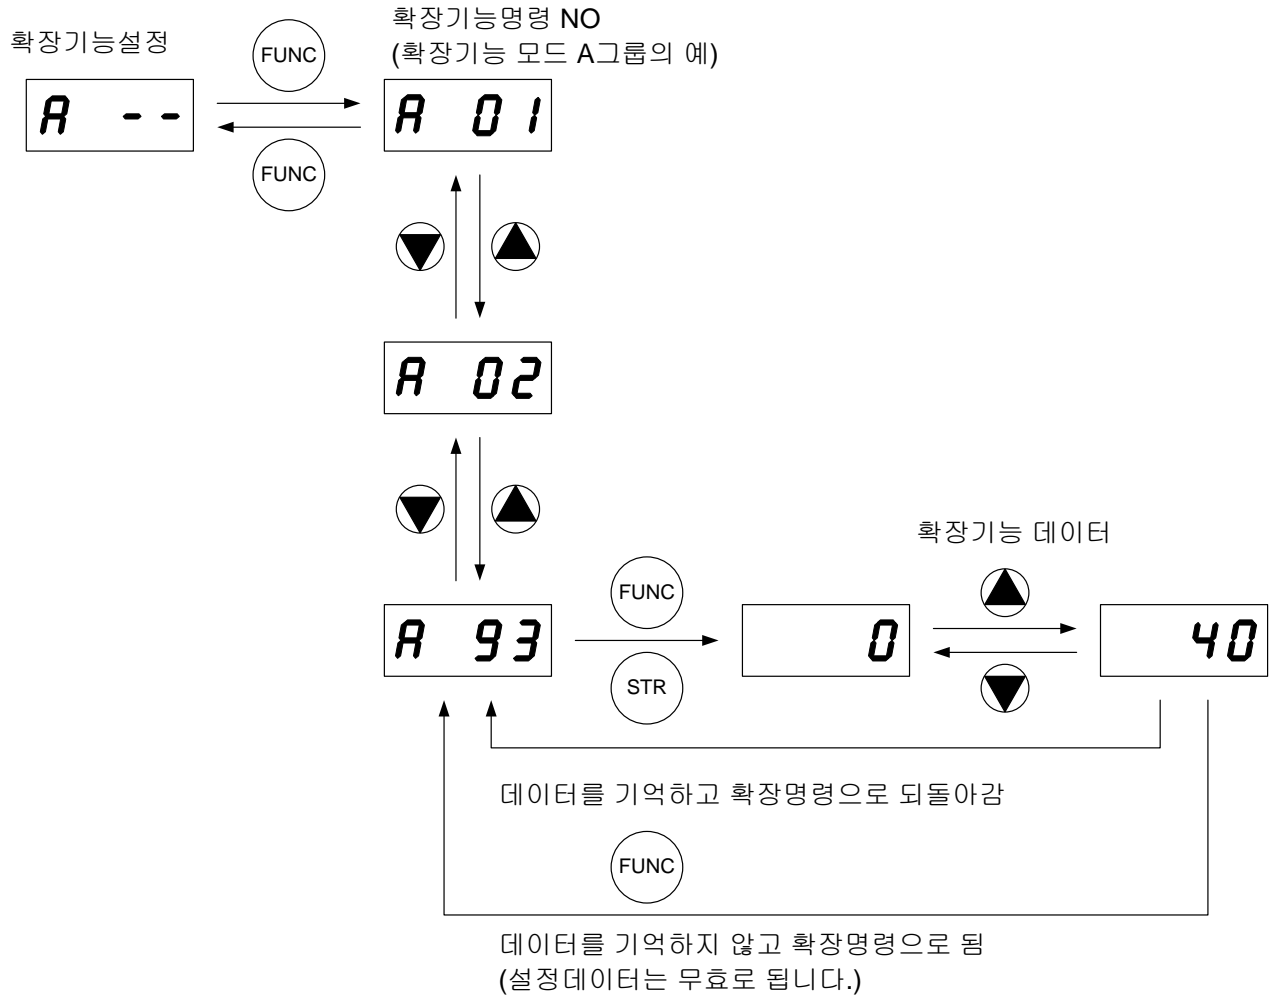 확장기능설정
FUNC
확장기능명령 NO
(확장기능 모드 A그룹의 예)
A --
A 01
FUNC
A 02
확장기능 데이터
FUNC
A 93
0
40
STR
데이터를 기억하고 확장명령으로 되돌아감
FUNC
데이터를 기억하지 않고 확장명령으로 됨
(설정데이터는 무효로 됩니다.)